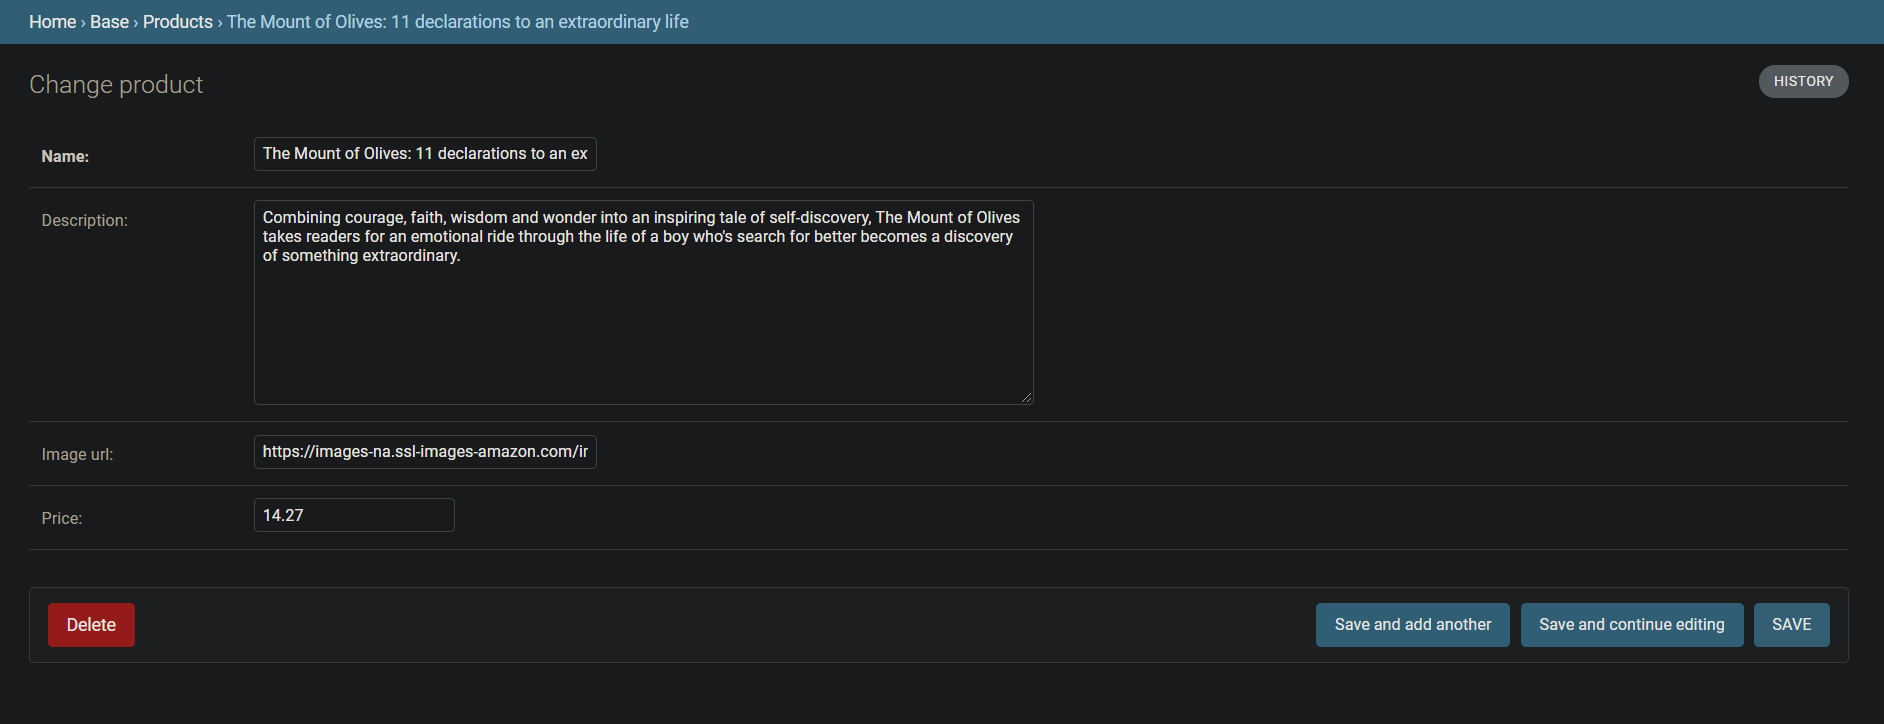 Home › Base › Products › The Mount of Olives: 11 declarations to an extraordinary life
Change product
HISTORY
Name:
The Mount of Olives: 11 declarations to an ex
Description:
Combining courage, faith, wisdom and wonder into an inspiring tale of self-discovery, The Mount of Olives
takes readers for an emotional ride through the life of a boy who's search for better becomes a discovery
of something extraordinary.
Image url:
https://images-na.ssl-images-amazon.com/ir
Price:
14.27
Delete
Save and add another
Save and continue editing
SAVE